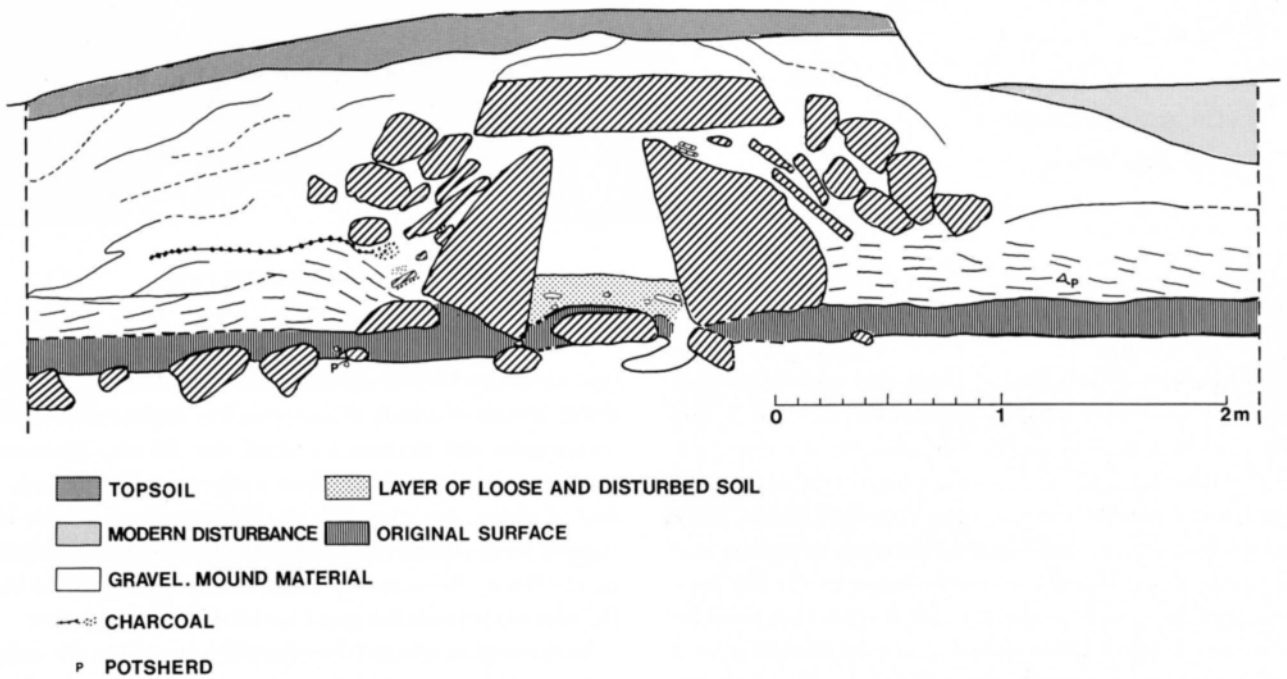 P
P
0 1 2m
TOPSOIL LAYER OF LOOSE AND DISTURBED SOIL
MODERN DISTURBANCE ORIGINAL SURFACE
GRAVEL. MOUND MATERIAL
CHARCOAL
P POTSHERD